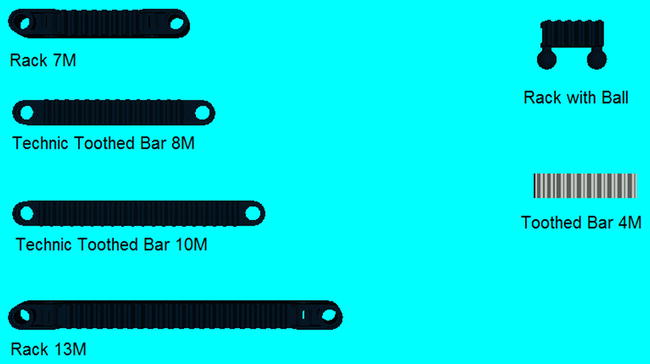 Rack 7M
Rack with Ball
Technic Toothed Bar 8M
Toothed Bar 4M
Technic Toothed Bar 10M
Rack 13M